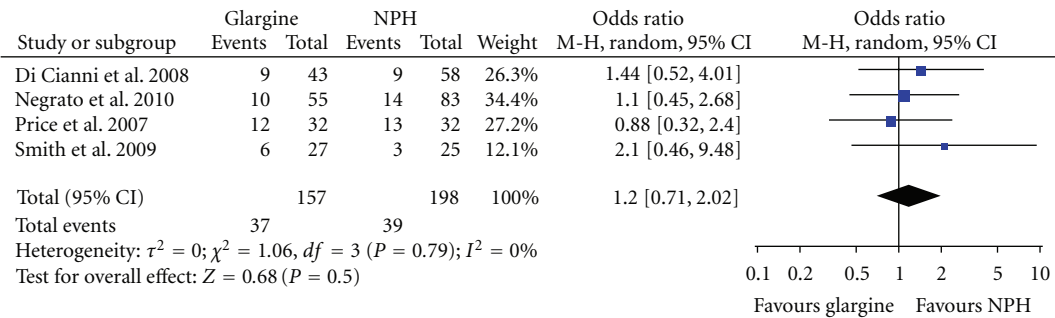 Glargine NPH Odds ratio Odds ratio
Study or subgroup Events Total Events Total Weight M-H, random, 95% CI M-H, random, 95% CI
Di Cianni et al. 2008 9 43 9 58 26.3% 1.44 [0.52, 4.01]
Negrato et al. 2010 10 55 14 83 34.4% 1.1 [0.45, 2.68]
Price et al. 2007 12 32 13 32 27.2% 0.88 [0.32, 2.4]
Smith et al. 2009 6 27 3 25 12.1% 2.1 [0.46, 9.48]
Total (95% CI) 157 198 100% 1.2 [0.71, 2.02]
Total events 37 39
Heterogeneity: τ² = 0; χ² = 1.06, df = 3 (P = 0.79); I² = 0%
Test for overall effect: Z = 0.68 (P = 0.5)
0.1 0.2 0.5 1 2 5 10
Favours glargine Favours NPH